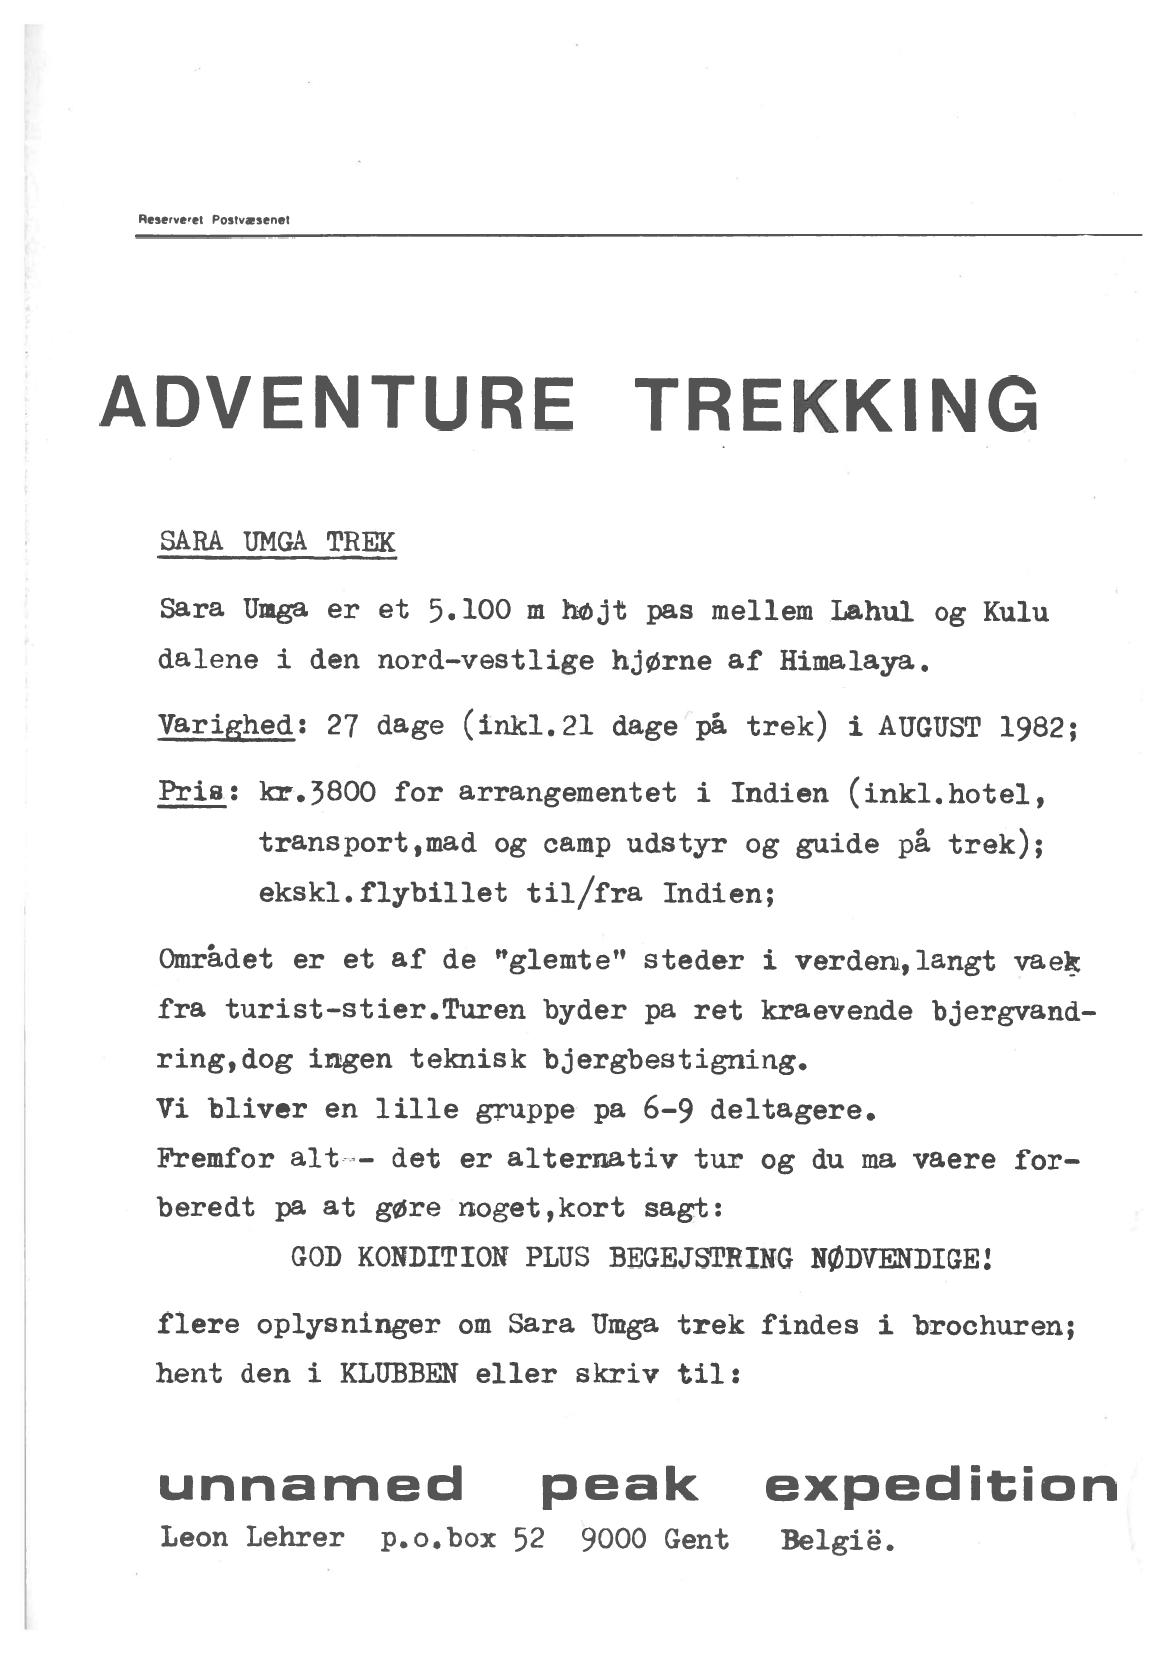 Reserveret Postvæsenet
ADVENTURE TREKKING
SARA UMGA TREK
Sara Umga er et 5.100 m højt pas mellem Lahul og Kulu
dalene i den nord-vestlige hjørne af Himalaya.
Varighed: 27 dage (inkl.21 dage på trek) i AUGUST 1982;
Pris: kr.3800 for arrangementet i Indien (inkl.hotel,
transport,mad og camp udstyr og guide på trek);
ekskl.flybillet til/fra Indien;
Området er et af de "glemte" steder i verden,langt vaek
fra turist-stier.Turen byder pa ret kraevende bjergvand-
ring,dog ingen teknisk bjergbestigning.
Vi bliver en lille gruppe pa 6-9 deltagere.
Fremfor alt -- det er alternativ tur og du ma vaere for-
beredt pa at gøre noget,kort sagt:
GOD KONDITION PLUS BEGEJSTRING NØDVENDIGE!
flere oplysninger om Sara Umga trek findes i brochuren;
hent den i KLUBBEN eller skriv til:
unnamed peak expedition
Leon Lehrer p.o.box 52 9000 Gent België.